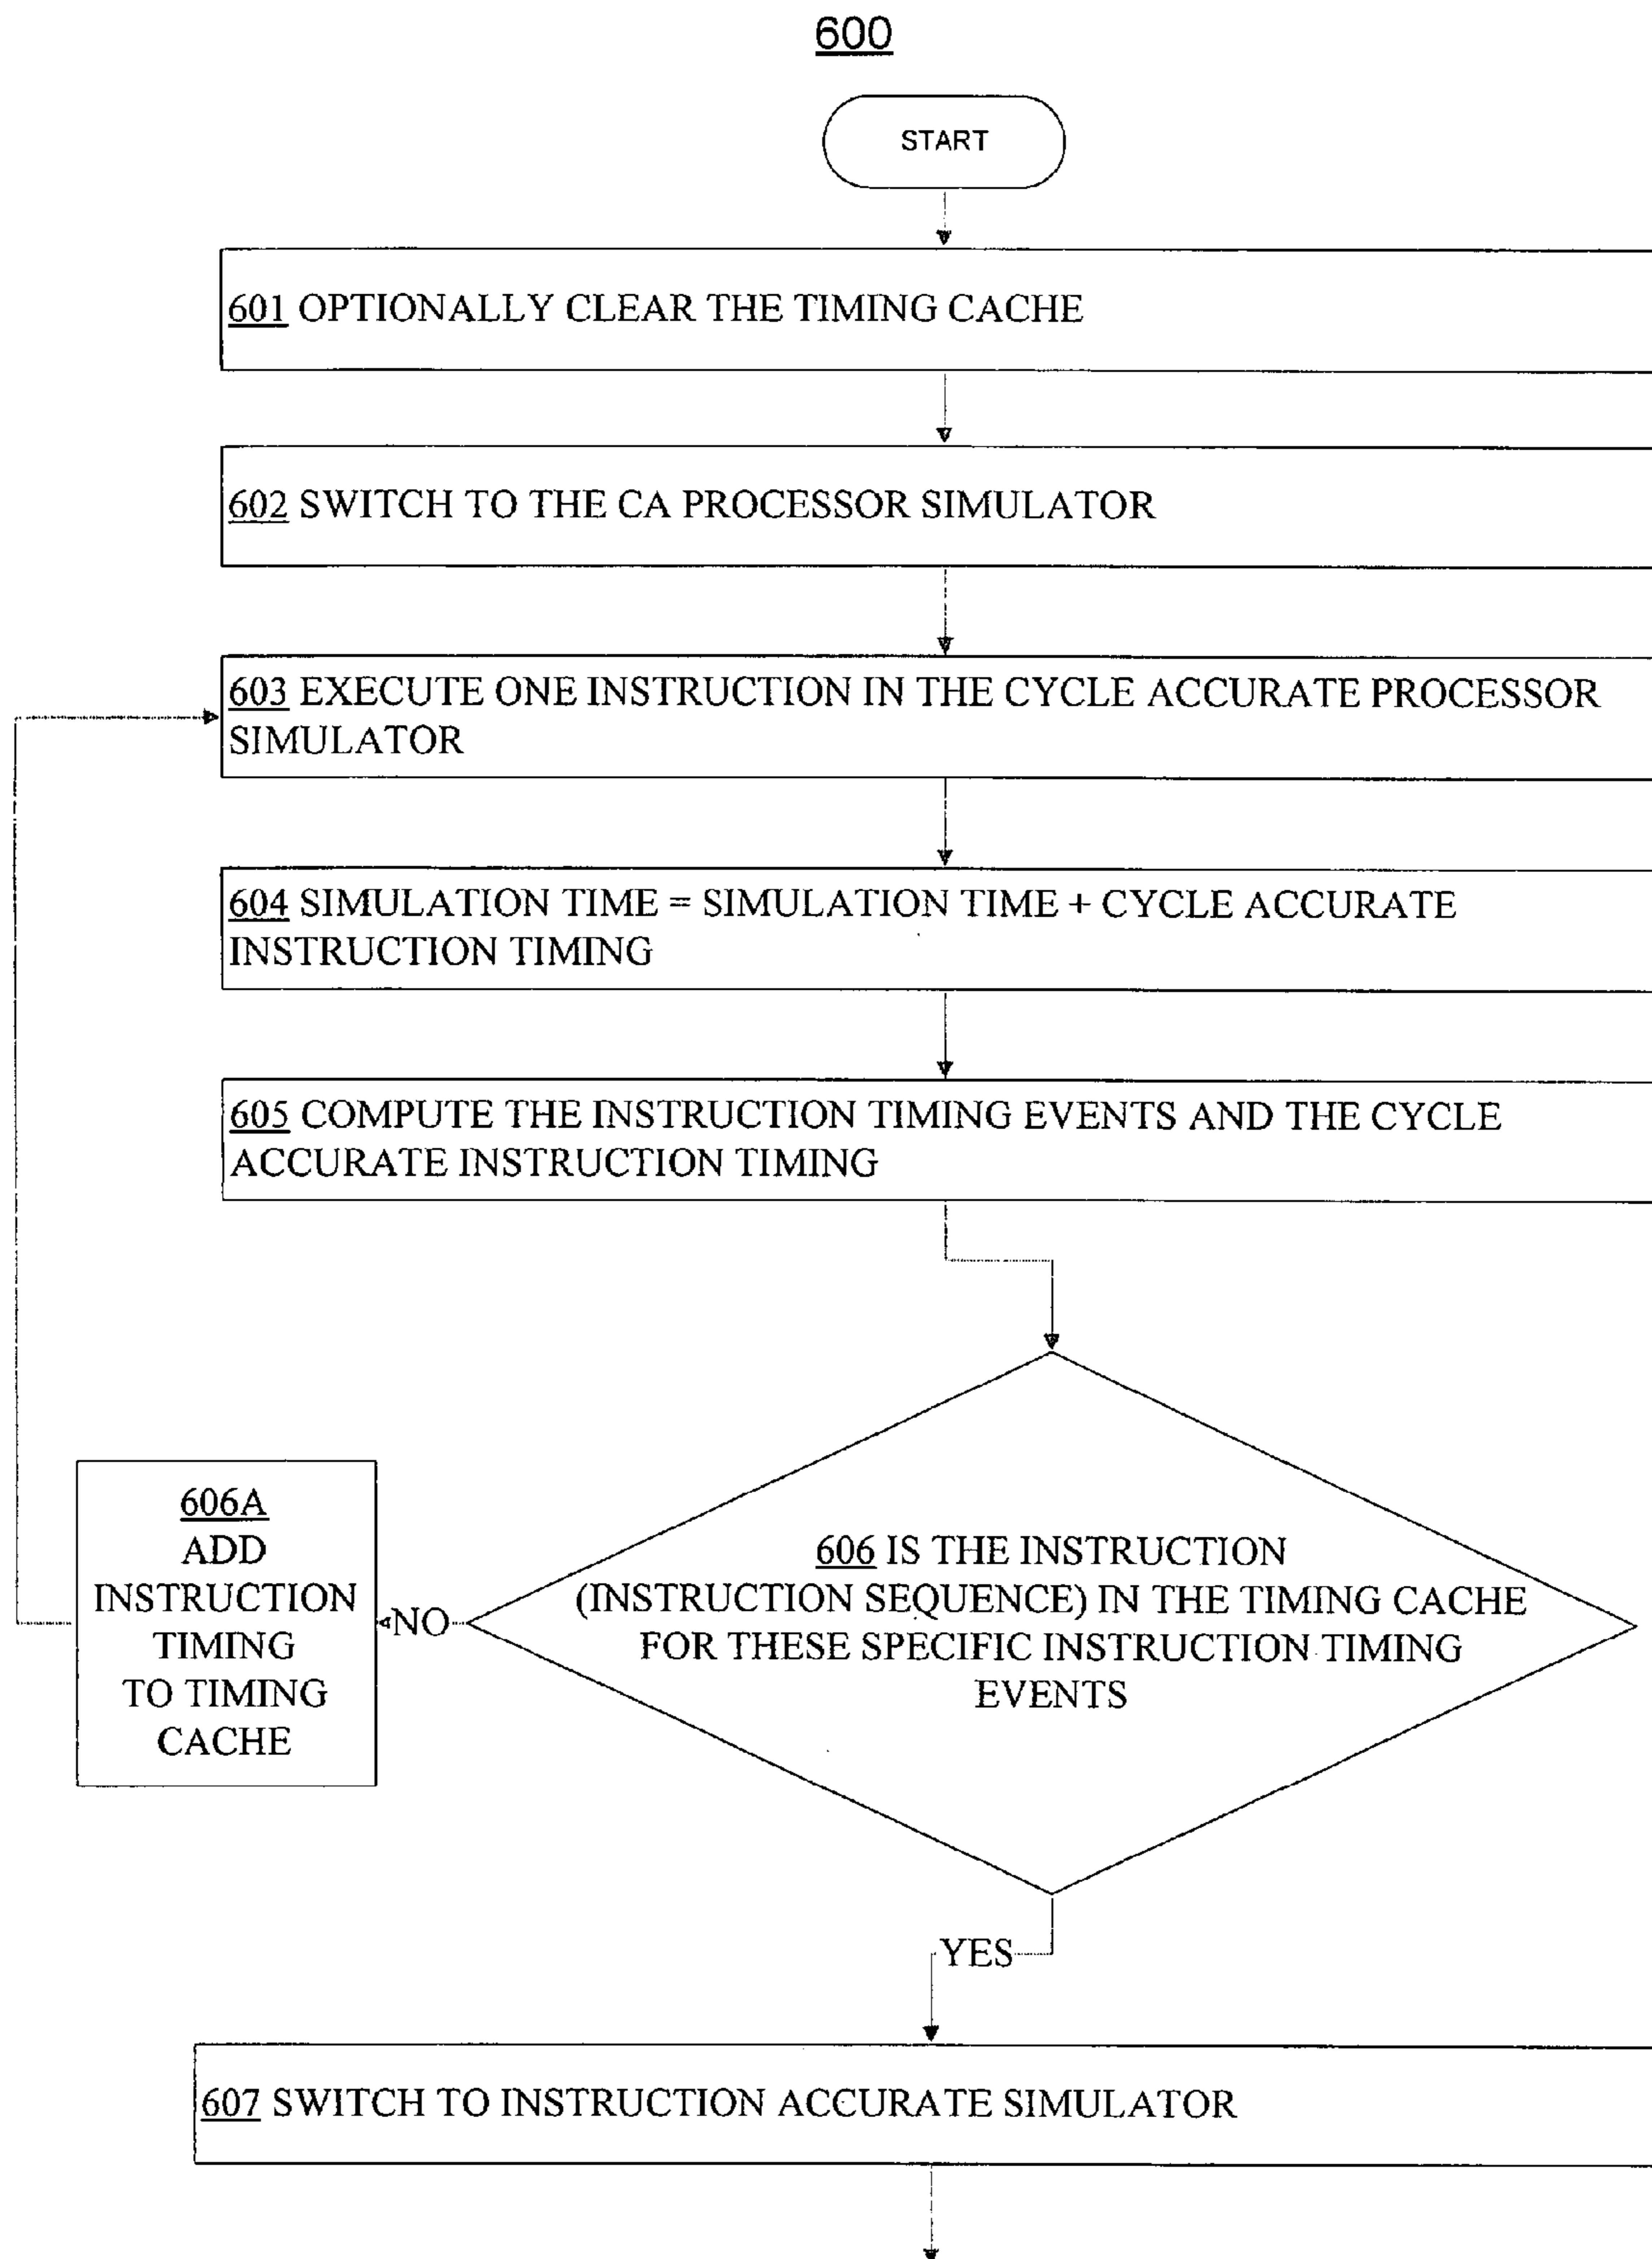 600
START
601 OPTIONALLY CLEAR THE TIMING CACHE
602 SWITCH TO THE CA PROCESSOR SIMULATOR
603 EXECUTE ONE INSTRUCTION IN THE CYCLE ACCURATE PROCESSOR
SIMULATOR
604 SIMULATION TIME = SIMULATION TIME + CYCLE ACCURATE
INSTRUCTION TIMING
605 COMPUTE THE INSTRUCTION TIMING EVENTS AND THE CYCLE
ACCURATE INSTRUCTION TIMING
606A
ADD
INSTRUCTION
TIMING
TO TIMING
CACHE
NO
606 IS THE INSTRUCTION
(INSTRUCTION SEQUENCE) IN THE TIMING CACHE
FOR THESE SPECIFIC INSTRUCTION TIMING
EVENTS
YES
607 SWITCH TO INSTRUCTION ACCURATE SIMULATOR